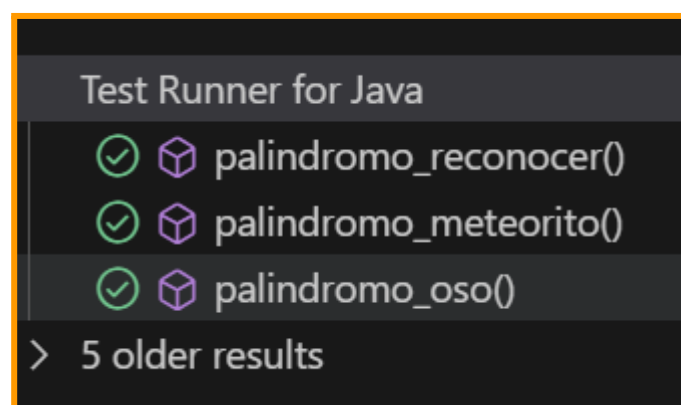 Test Runner for Java
palindromo_reconocer()
palindromo_meteorito()
palindromo_oso()
5 older results